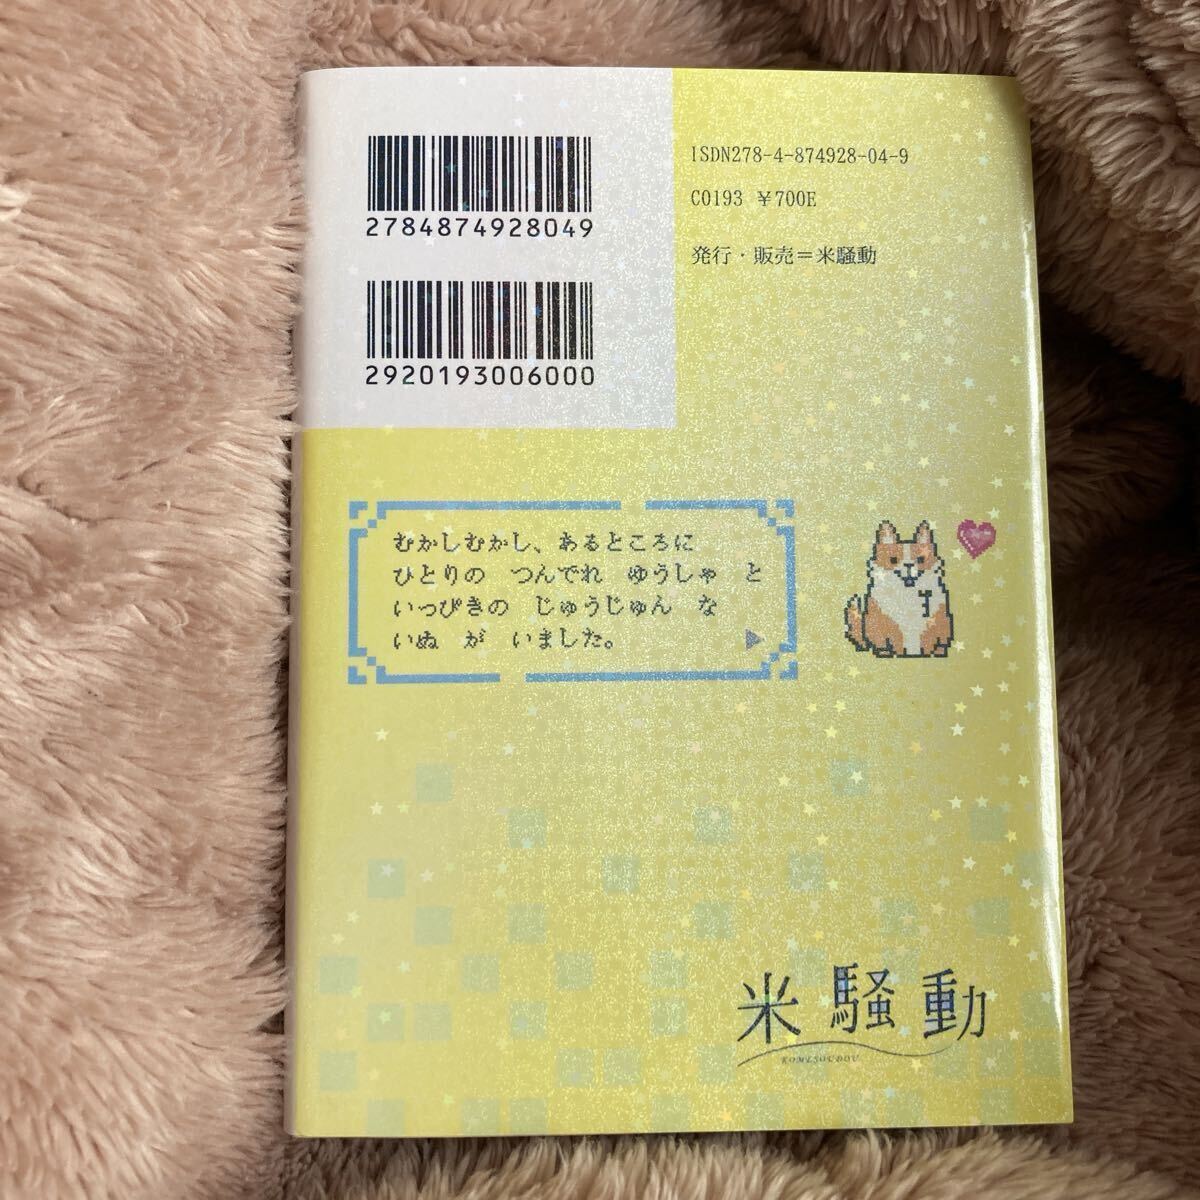 2784874928049
2920193006000
ISDN278-4-874928-04-9
C0193 ¥700E
発行・販売＝米騒動
むかしむかし、あるところに
ひとりの つんでれ ゆうしゃ と
いっぴきの じゅうじゅん な
いぬ が いました。
米騒動
KOMESOUDOU